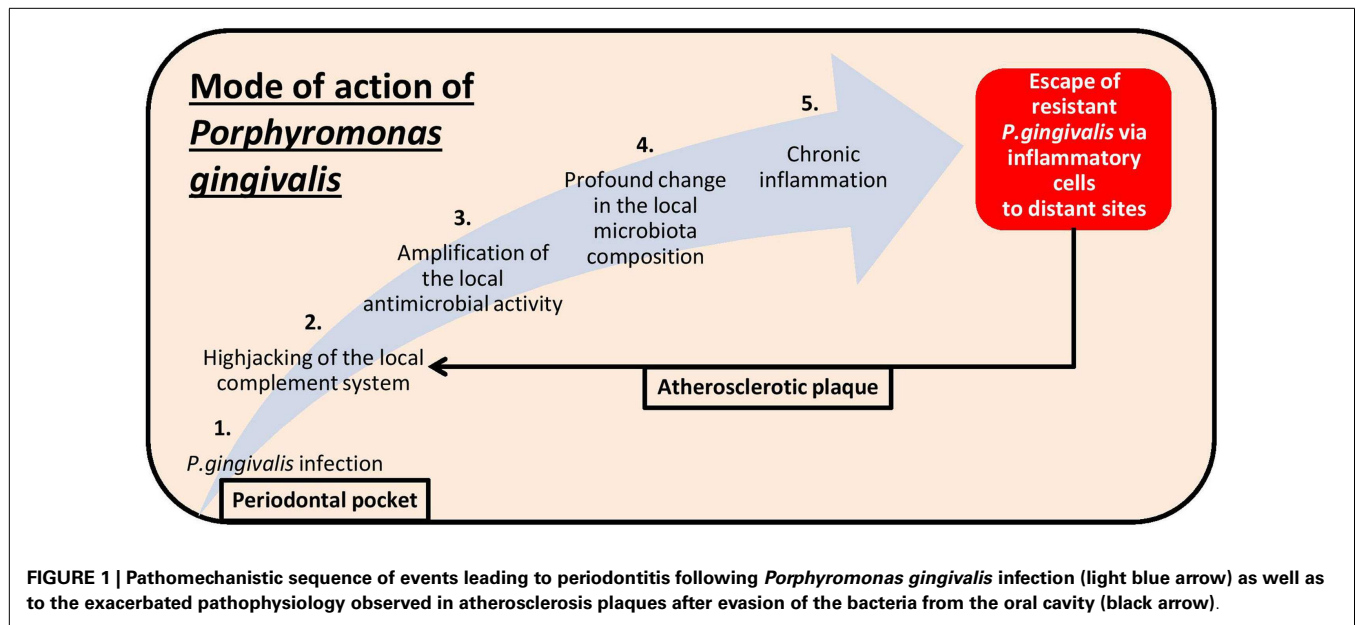 Mode of action of
Porphyromonas
gingivalis
1.
P.gingivalis infection
Periodontal pocket
2.
Highjacking of the local
complement system
3.
Amplification of
the local
antimicrobial activity
4.
Profound change
in the local
microbiota
composition
5.
Chronic
inflammation
Escape of
resistant
P.gingivalis via
inflammatory
cells
to distant sites
Atherosclerotic plaque
FIGURE 1 | Pathomechanistic sequence of events leading to periodontitis following Porphyromonas gingivalis infection (light blue arrow) as well as
to the exacerbated pathophysiology observed in atherosclerosis plaques after evasion of the bacteria from the oral cavity (black arrow).